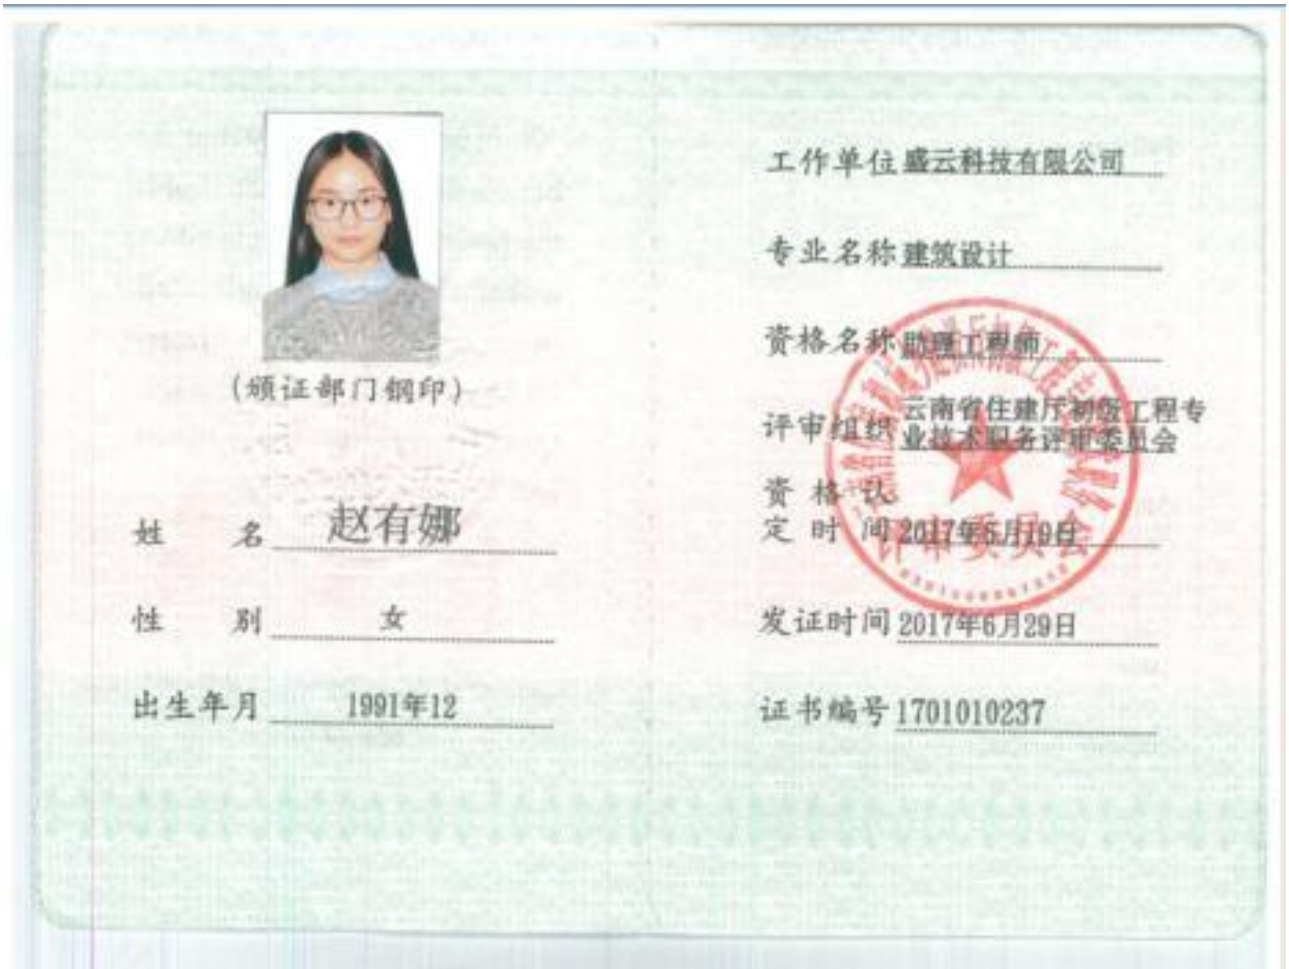 (颁证部门钢印)
姓 名 赵有娜
性 别 女
出生年月 1991年12
工作单位 盛云科技有限公司
专业名称 建筑设计
资格名称 助理工程师
评审组织 云南省住建厅初级工程专
业技术职务评审委员会
资 格 认
定 时 间 2017年6月19日
发证时间 2017年6月29日
证书编号 1701010237
评审委员会